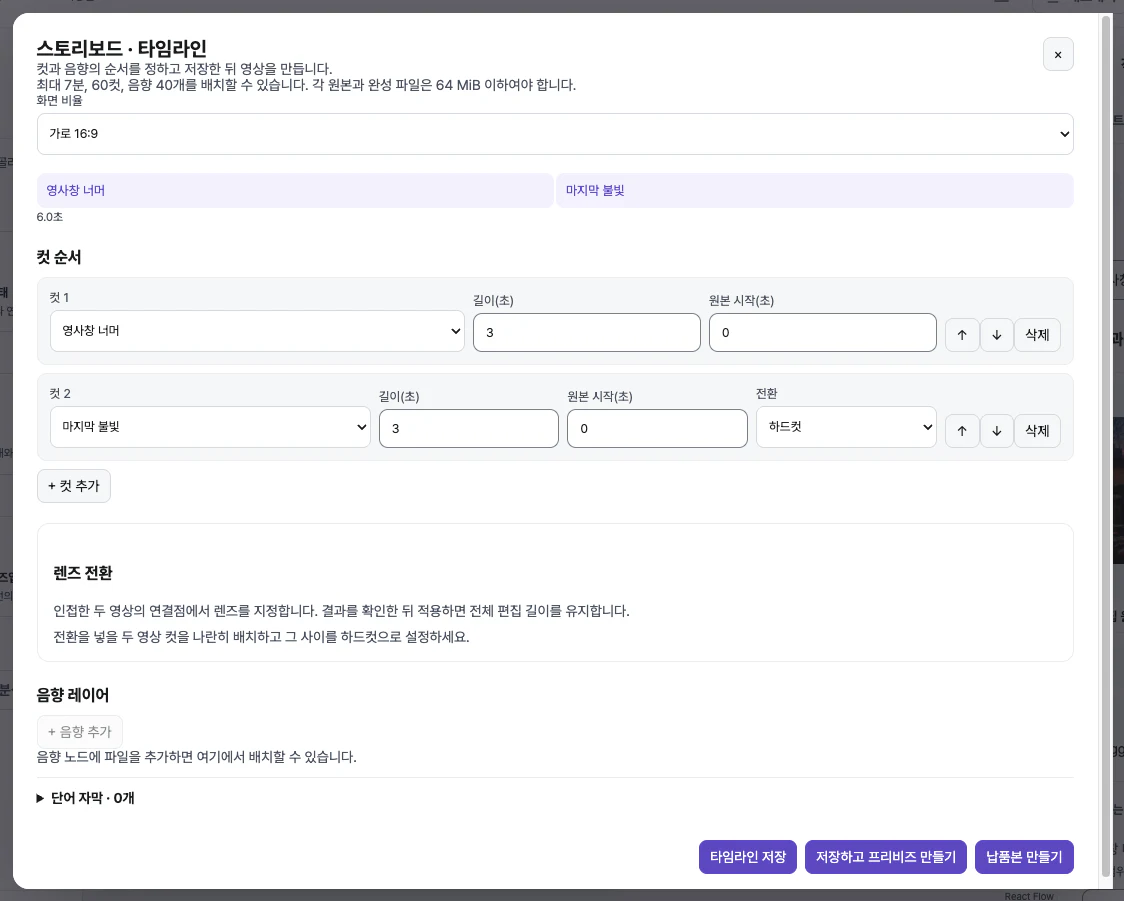 스토리보드 · 타임라인
×
컷과 음향의 순서를 정하고 저장한 뒤 영상을 만듭니다.
최대 7분, 60컷, 음향 40개를 배치할 수 있습니다. 각 원본과 완성 파일은 64 MiB 이하여야 합니다.
화면 비율
가로 16:9
영사창 너머 마지막 불빛
6.0초
컷 순서
컷 1 길이(초) 원본 시작(초)
영사창 너머 3 0 ↑ ↓ 삭제
컷 2 길이(초) 원본 시작(초) 전환
마지막 불빛 3 0 하드컷 ↑ ↓ 삭제
+ 컷 추가
렌즈 전환
인접한 두 영상의 연결점에서 렌즈를 지정합니다. 결과를 확인한 뒤 적용하면 전체 편집 길이를 유지합니다.
전환을 넣을 두 영상 컷을 나란히 배치하고 그 사이를 하드컷으로 설정하세요.
음향 레이어
+ 음향 추가
음향 노드에 파일을 추가하면 여기에서 배치할 수 있습니다.
▶ 단어 자막 · 0개
타임라인 저장 저장하고 프리비즈 만들기 납품본 만들기
React Flow